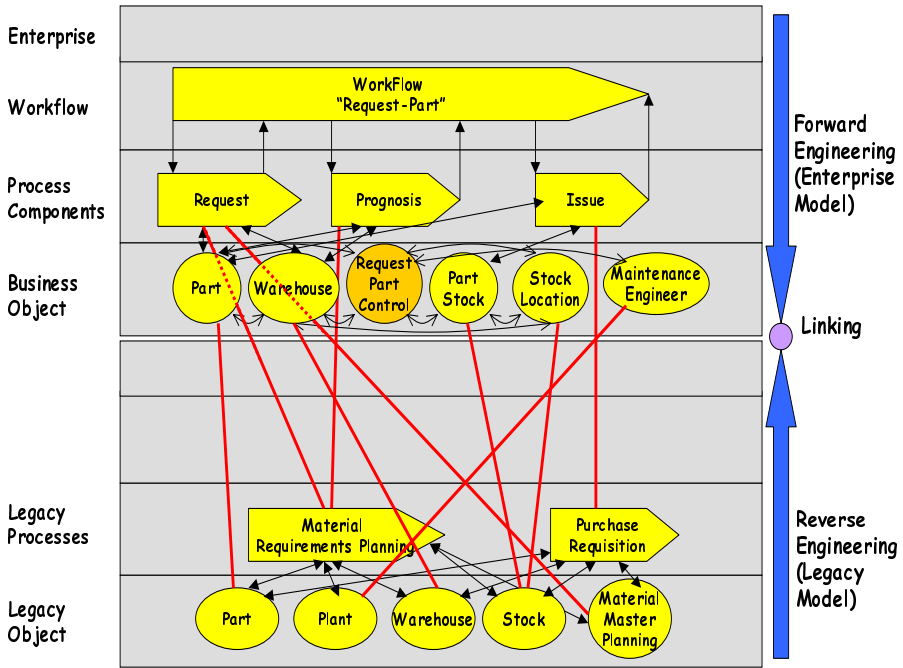 Enterprise
Workflow
WorkFlow
“Request-Part”
Forward
Engineering
(Enterprise
Model)
Process
Components
Request
Prognosis
Issue
Business
Object
Part
Warehouse
Request
Part
Control
Part
Stock
Stock
Location
Maintenance
Engineer
Linking
Legacy
Processes
Material
Requirements Planning
Purchase
Requisition
Reverse
Engineering
(Legacy
Model)
Legacy
Object
Part
Plant
Warehouse
Stock
Material
Master
Planning